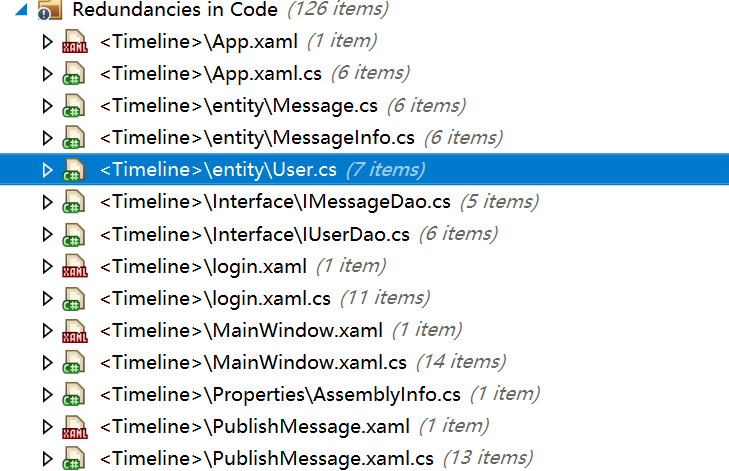 Redundancies in Code (126 items)
XAML <Timeline>\App.xaml (1 item)
C# <Timeline>\App.xaml.cs (6 items)
C# <Timeline>\entity\Message.cs (6 items)
C# <Timeline>\entity\MessageInfo.cs (6 items)
C# <Timeline>\entity\User.cs (7 items)
C# <Timeline>\Interface\IMessageDao.cs (5 items)
C# <Timeline>\Interface\IUserDao.cs (6 items)
XAML <Timeline>\login.xaml (1 item)
C# <Timeline>\login.xaml.cs (11 items)
XAML <Timeline>\MainWindow.xaml (1 item)
C# <Timeline>\MainWindow.xaml.cs (14 items)
C# <Timeline>\Properties\AssemblyInfo.cs (1 item)
XAML <Timeline>\PublishMessage.xaml (1 item)
C# <Timeline>\PublishMessage.xaml.cs (13 items)